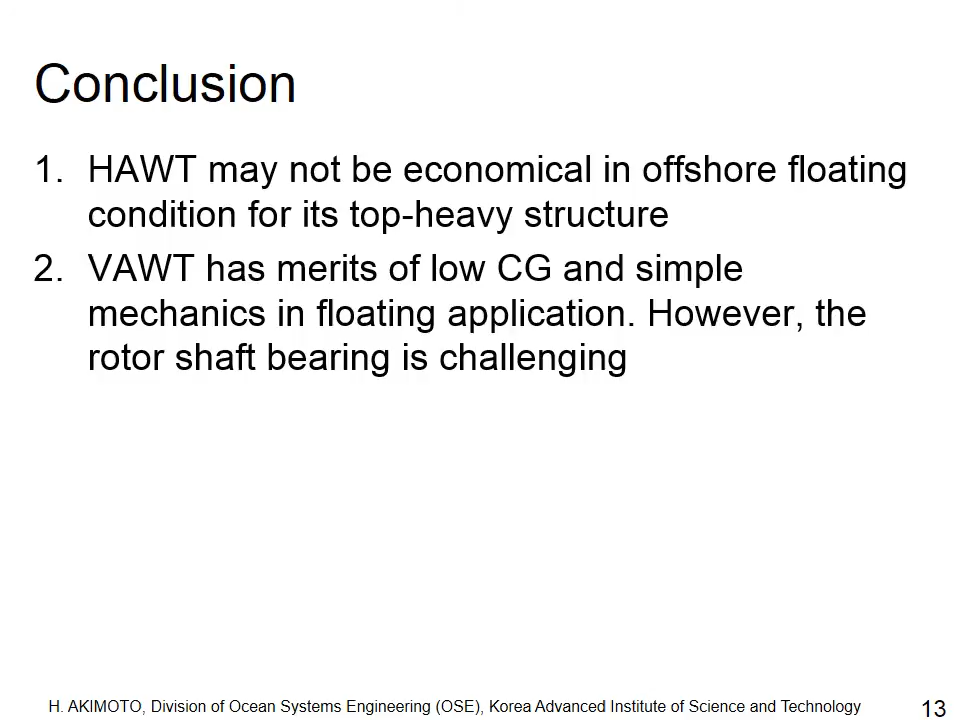 Conclusion
1. HAWT may not be economical in offshore floating
condition for its top-heavy structure
2. VAWT has merits of low CG and simple
mechanics in floating application. However, the
rotor shaft bearing is challenging
H. AKIMOTO, Division of Ocean Systems Engineering (OSE), Korea Advanced Institute of Science and Technology
13